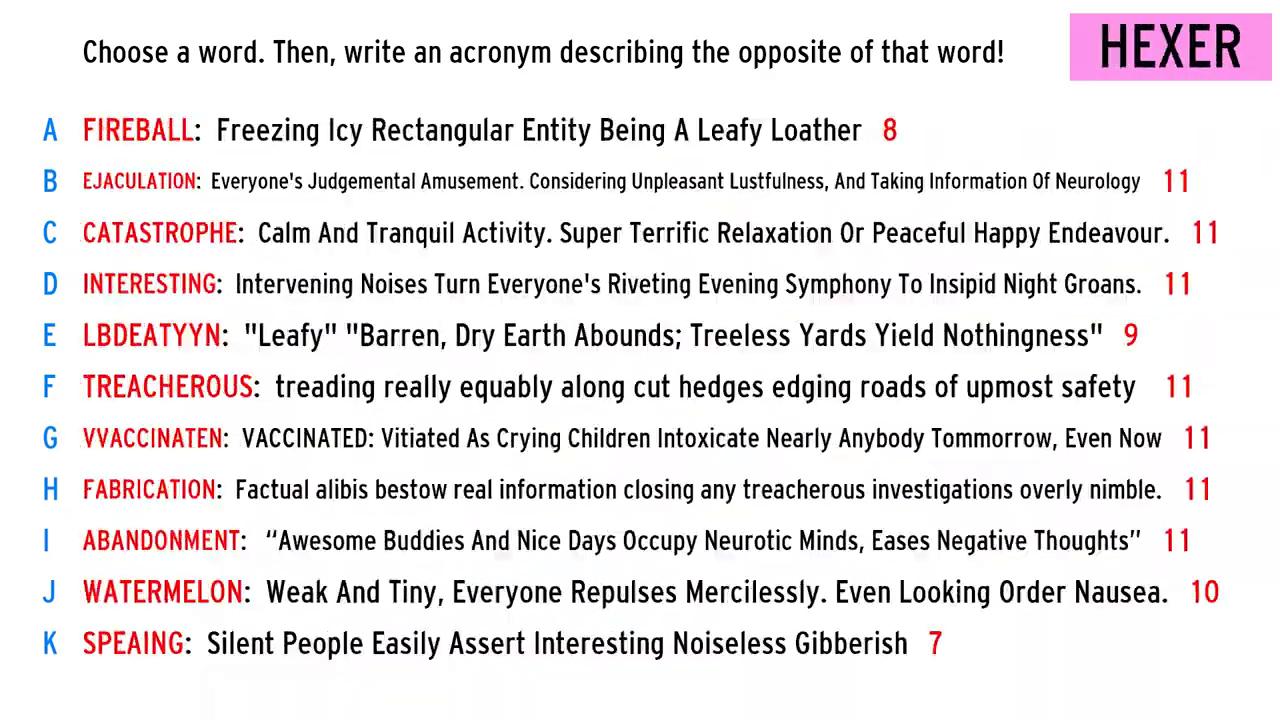 Choose a word. Then, write an acronym describing the opposite of that word!
HEXER
A FIREBALL: Freezing Icy Rectangular Entity Being A Leafy Loather 8
B EJACULATION: Everyone's Judgemental Amusement. Considering Unpleasant Lustfulness, And Taking Information Of Neurology 11
C CATASTROPHE: Calm And Tranquil Activity. Super Terrific Relaxation Or Peaceful Happy Endeavour. 11
D INTERESTING: Intervening Noises Turn Everyone's Riveting Evening Symphony To Insipid Night Groans. 11
E LBDEATYYN: "Leafy" "Barren, Dry Earth Abounds; Treeless Yards Yield Nothingness" 9
F TREACHEROUS: treading really equably along cut hedges edging roads of upmost safety 11
G VVACCINATEN: VACCINATED: Vitiated As Crying Children Intoxicate Nearly Anybody Tommorrow, Even Now 11
H FABRICATION: Factual alibis bestow real information closing any treacherous investigations overly nimble. 11
I ABANDONMENT: “Awesome Buddies And Nice Days Occupy Neurotic Minds, Eases Negative Thoughts” 11
J WATERMELON: Weak And Tiny, Everyone Repulses Mercilessly. Even Looking Order Nausea. 10
K SPEAING: Silent People Easily Assert Interesting Noiseless Gibberish 7